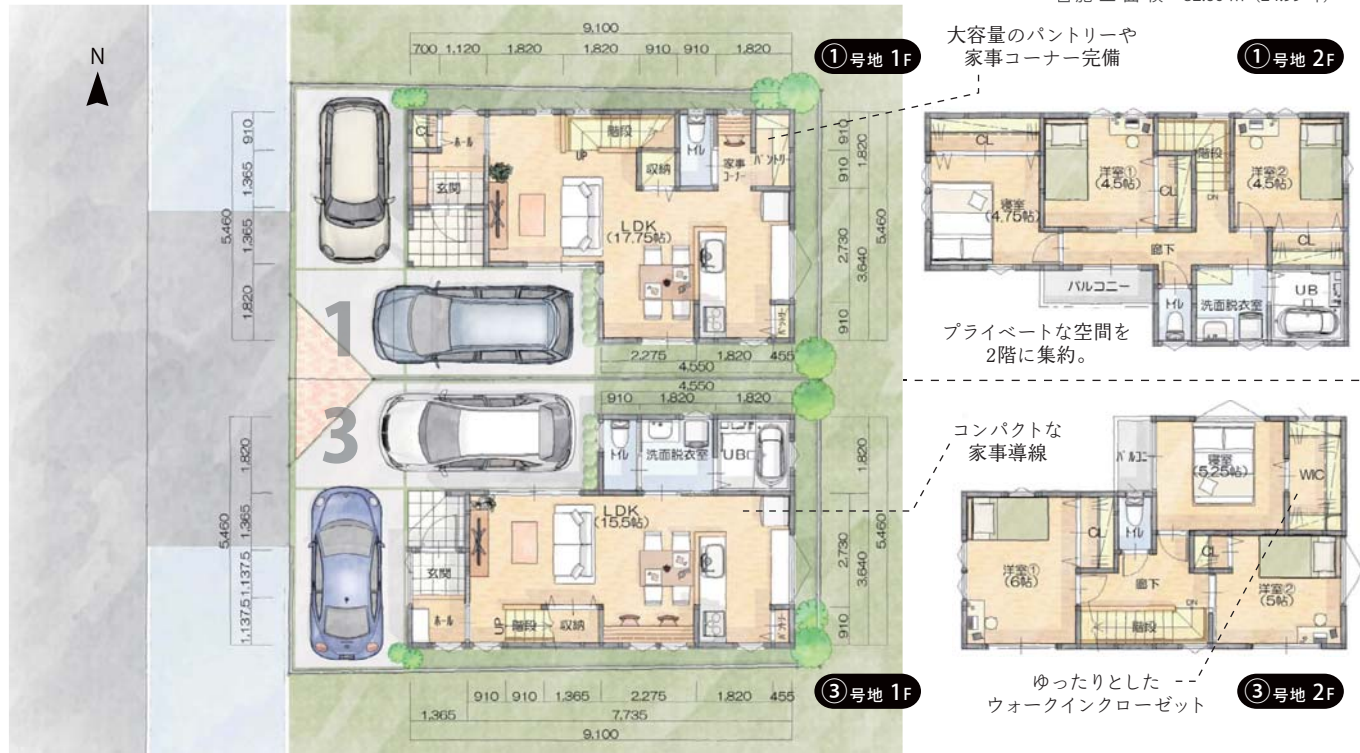 N
9,100
700 1,120 1,820 1,820 910 910 1,820
①号地 1F
大容量のパントリーや
家事コーナー完備
①号地 2F
910
1,365
1,365
1,820
5,460
CL
ホール
玄関
階段
UP
収納
トイレ
家事
コーナー
パントリー
LDK
(17.75帖)
パントリー
910
910
1,820
2,730
3,640
910
5,460
1
2,275 1,820 455
4,550
CL
寝室
(4.75帖)
洋室①
(4.5帖)
CL
階段
DN
洋室②
(4.5帖)
CL
廊下
バルコニー
トイレ
洗面脱衣室
UB
プライベートな空間を
2階に集約。
3
4,550
910 1,820 1,820
トイレ
洗面脱衣室
UB
LDK
(15.5帖)
玄関
ホール
UP
階段
収納
パントリー
1,820
1,365
1,137.5
1,137.5
5,460
1,820
2,730
3,640
910
5,460
コンパクトな
家事導線
バルコニー
寝室
(5.25帖)
WIC
洋室①
(6帖)
CL
トイレ
CL
廊下
DN
階段
洋室②
(5帖)
ゆったりとした
ウォークインクローゼット
③号地 1F
③号地 2F
910 910 1,365 2,275 1,820 455
1,365 7,735
9,100